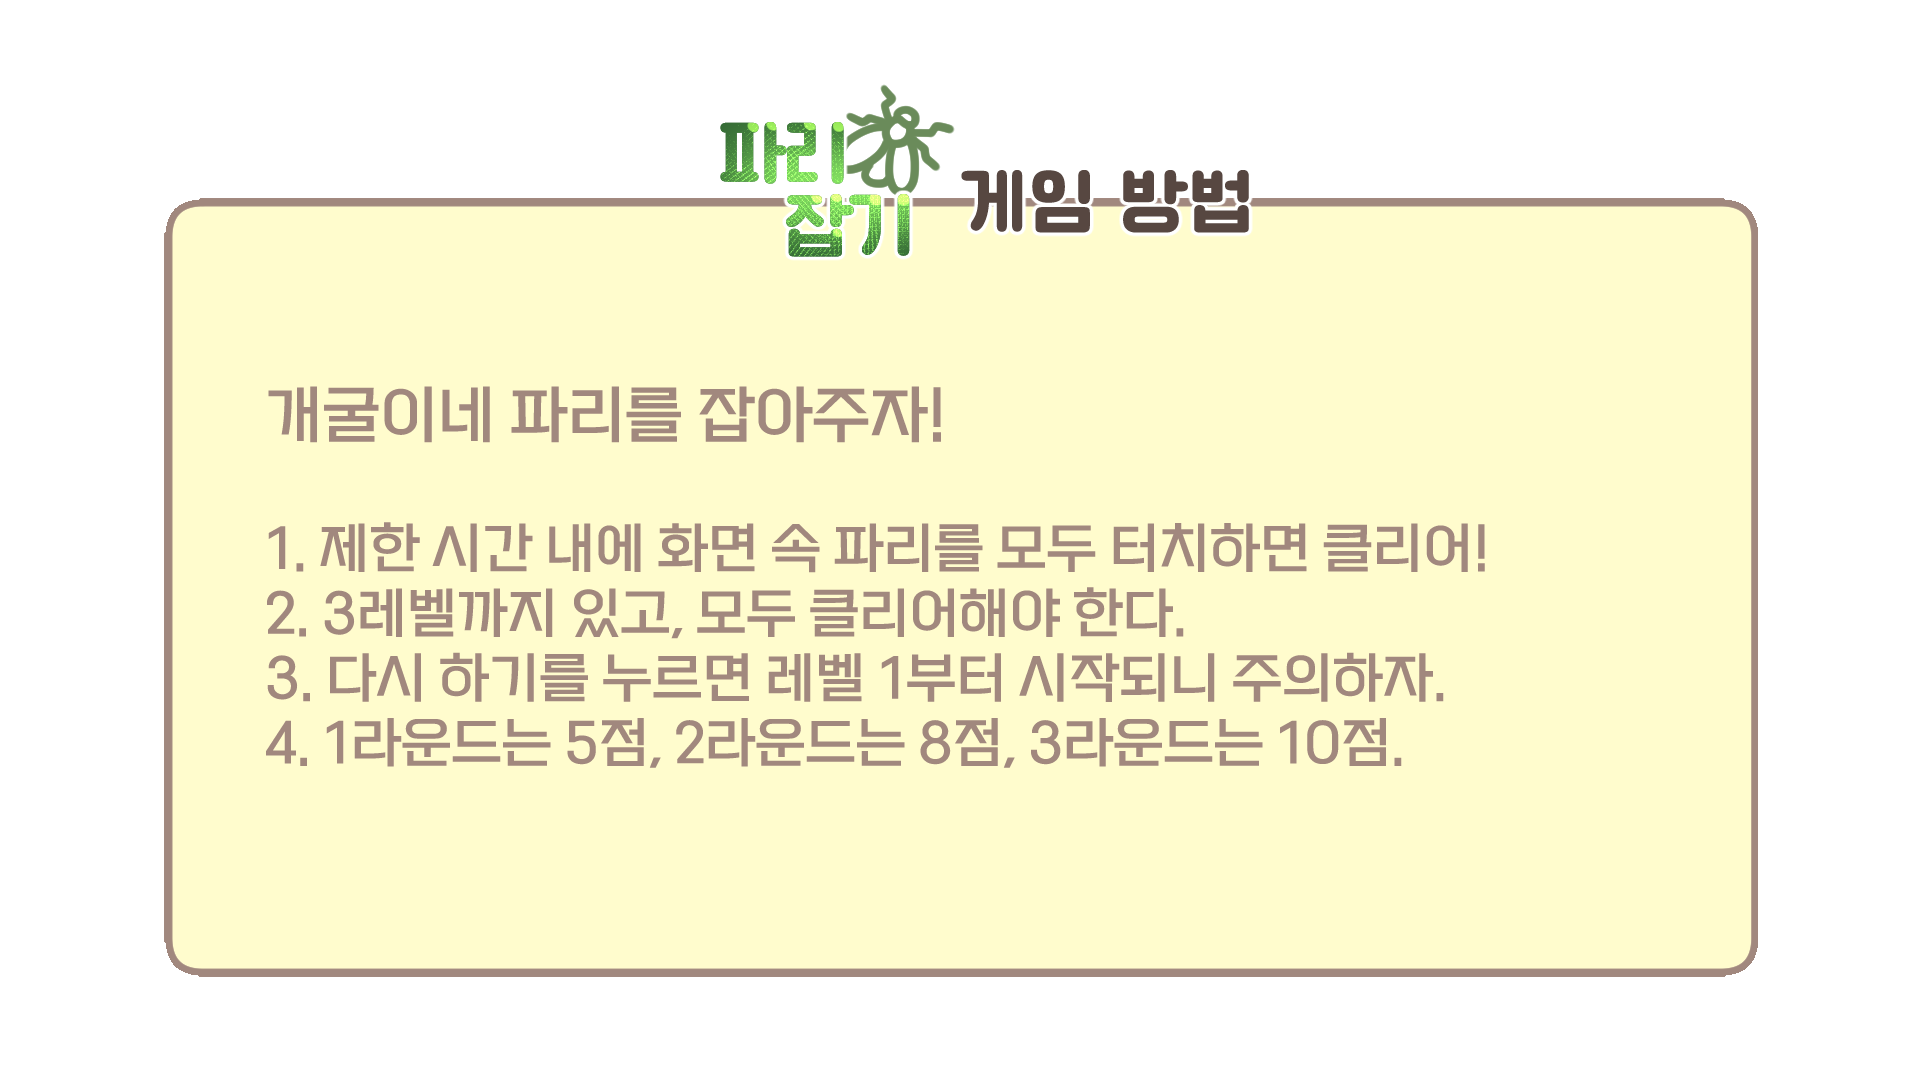 파리
잡기 게임 방법
개굴이네 파리를 잡아주자!
1. 제한 시간 내에 화면 속 파리를 모두 터치하면 클리어!
2. 3레벨까지 있고, 모두 클리어해야 한다.
3. 다시 하기를 누르면 레벨 1부터 시작되니 주의하자.
4. 1라운드는 5점, 2라운드는 8점, 3라운드는 10점.